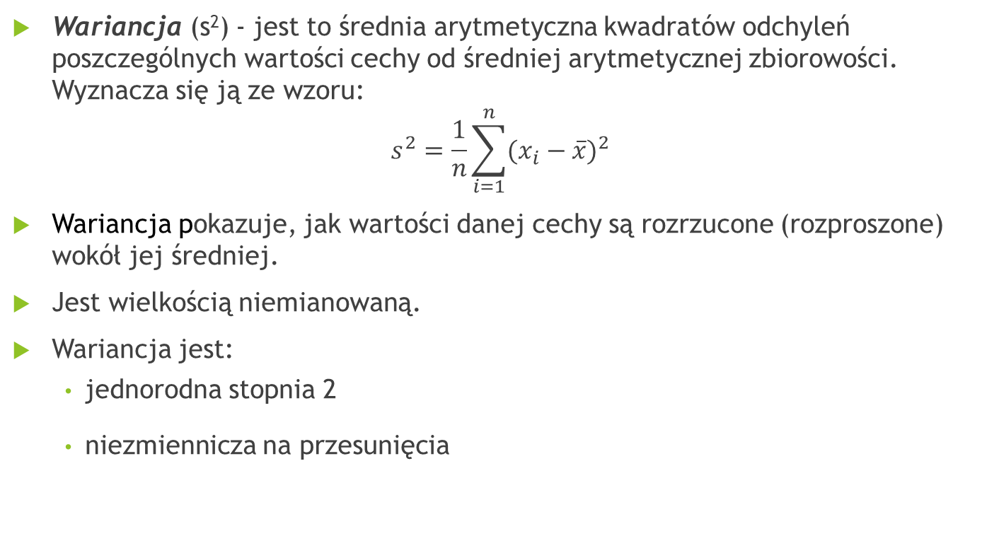 Wariancja (s²) - jest to średnia arytmetyczna kwadratów odchyleń
poszczególnych wartości cechy od średniej arytmetycznej zbiorowości.
Wyznacza się ją ze wzoru:
s² = \frac{1}{n} \sum_{i=1}^{n} (x_i − \bar{x})²
Wariancja pokazuje, jak wartości danej cechy są rozrzucone (rozproszone)
wokół jej średniej.
Jest wielkością niemianowaną.
Wariancja jest:
• jednorodna stopnia 2
• niezmiennicza na przesunięcia